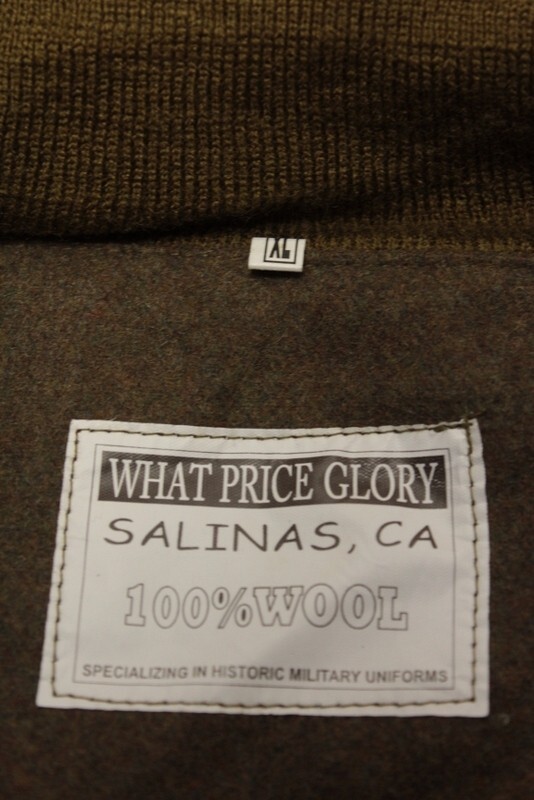 XL
WHAT PRICE GLORY
SALINAS, CA
100%WOOL
SPECIALIZING IN HISTORIC MILITARY UNIFORMS